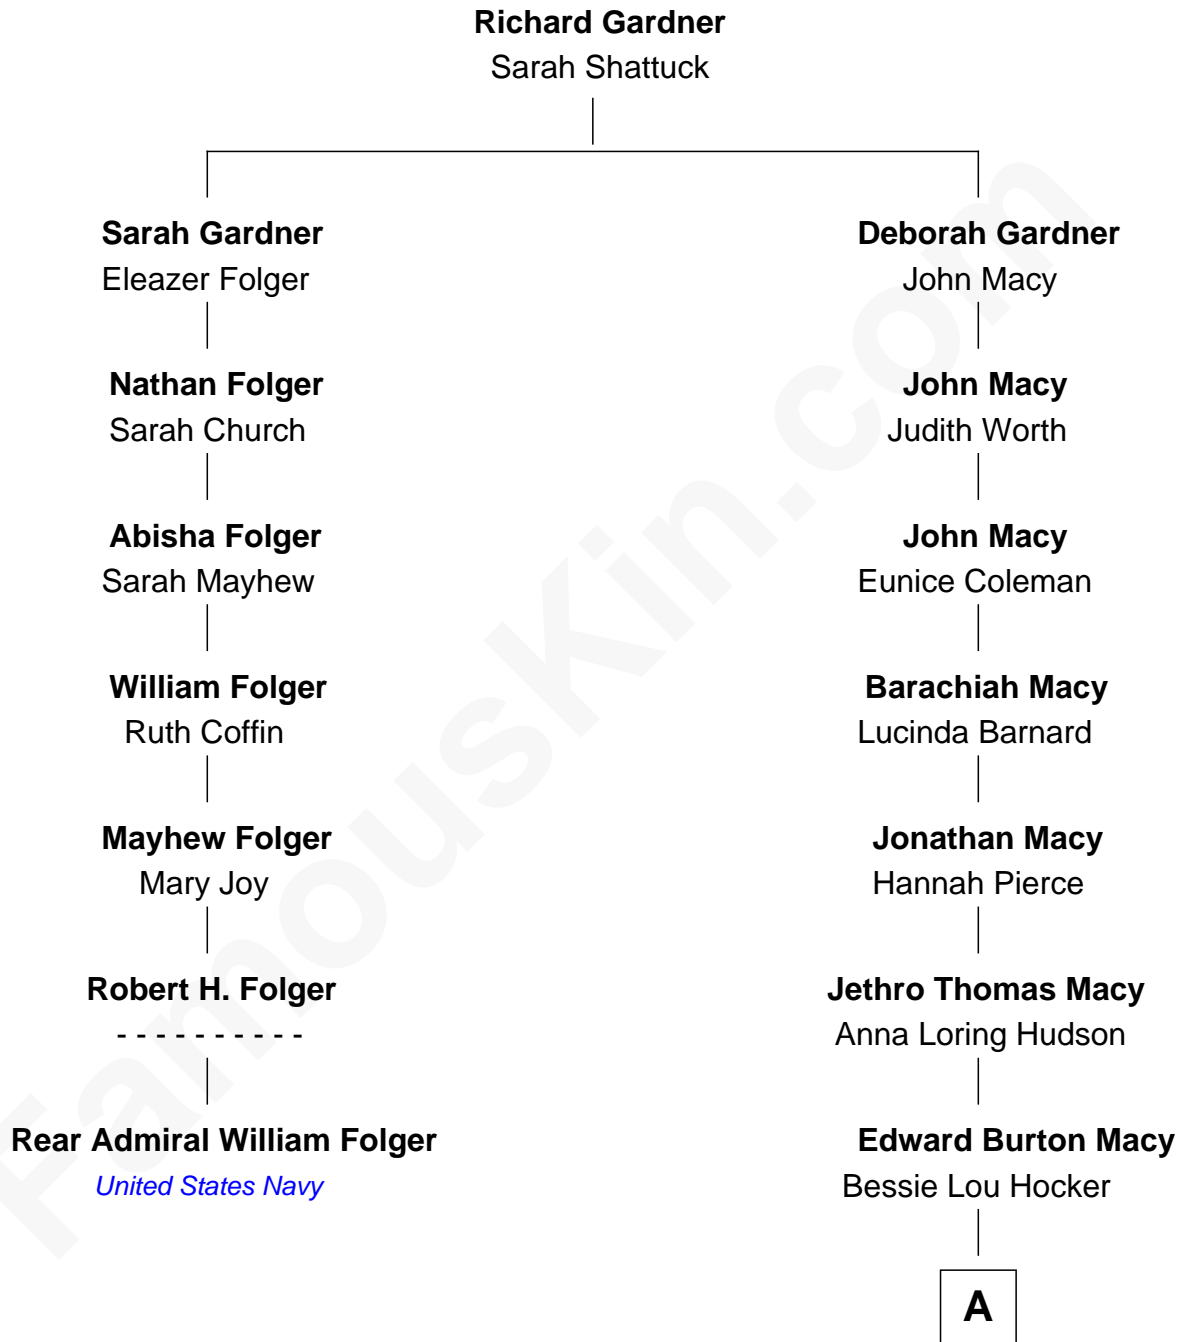 Richard Gardner
Sarah Shattuck
Sarah Gardner
Eleazer Folger
Deborah Gardner
John Macy
Nathan Folger
Sarah Church
John Macy
Judith Worth
Abisha Folger
Sarah Mayhew
John Macy
Eunice Coleman
William Folger
Ruth Coffin
Barachiah Macy
Lucinda Barnard
Mayhew Folger
Mary Joy
Jonathan Macy
Hannah Pierce
Robert H. Folger
- - - - - - - - - -
Jethro Thomas Macy
Anna Loring Hudson
Rear Admiral William Folger
United States Navy
Edward Burton Macy
Bessie Lou Hocker
A
FamousKin.com